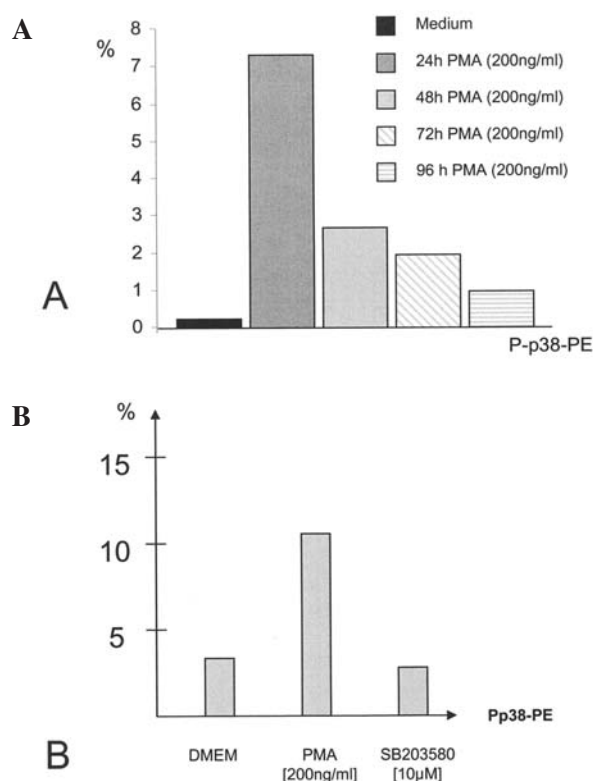 A
%
8
7
6
5
4
3
2
1
0
Medium
24h PMA (200ng/ml)
48h PMA (200ng/ml)
72h PMA (200ng/ml)
96 h PMA (200ng/ml)
A
P-p38-PE
B
%
15
10
5
Pp38-PE
DMEM
PMA
[200ng/ml]
SB203580
[10µM]
B